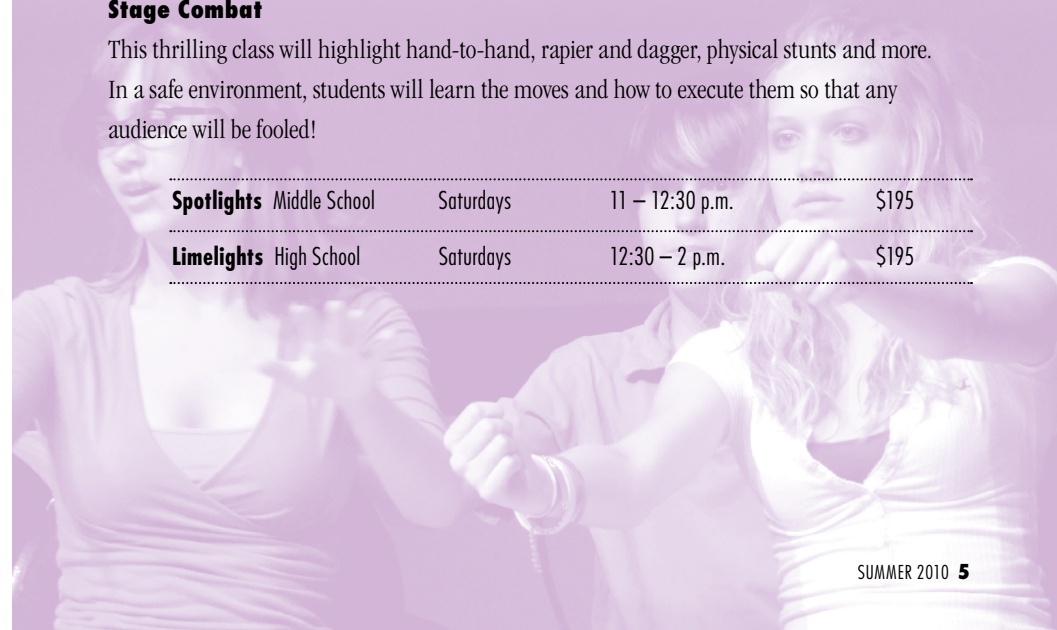 Stage Combat
This thrilling class will highlight hand-to-hand, rapier and dagger, physical stunts and more.
In a safe environment, students will learn the moves and how to execute them so that any
audience will be fooled!
Spotlights Middle School Saturdays 11 – 12:30 p.m. $195
Limelights High School Saturdays 12:30 – 2 p.m. $195
SUMMER 2010 5